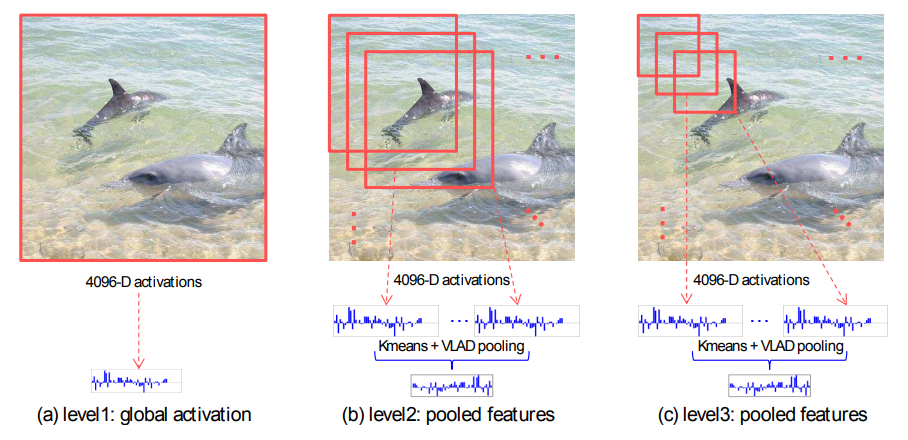 4096-D activations
(a) level1: global activation
4096-D activations
Kmeans + VLAD pooling
(b) level2: pooled features
4096-D activations
Kmeans + VLAD pooling
(c) level3: pooled features